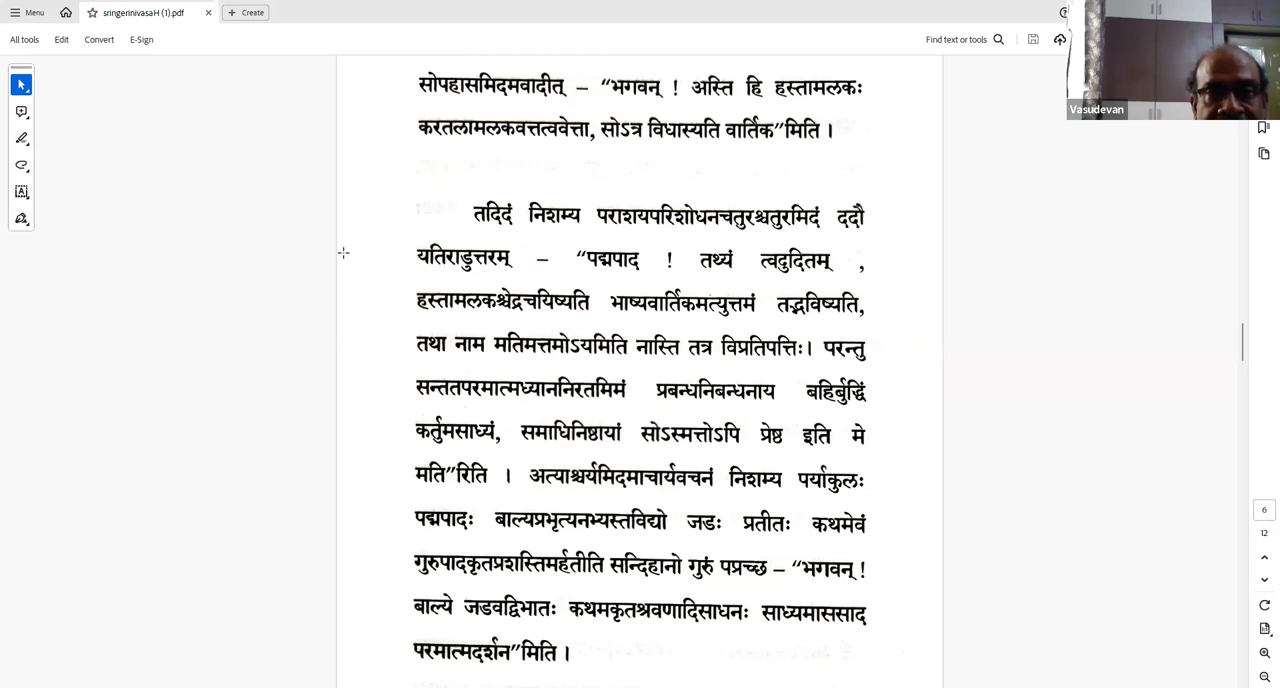 Menu
sringerinivasaH (1).pdf
Create
All tools Edit Convert E-Sign
Find text or tools
Vasudevan
सोपहासमिदमवादीत् – “भगवन् ! अस्ति हि हस्तामलकः
करतलामलकवत्तत्वेत्ता, सोऽत्र विधास्यति वार्तिक”मिति ।
तदिदं निशम्य पराशयपरिशोधनचतुरश्चतुरमिदं ददौ
यतिराडुत्तरम् – “पद्मपाद ! तथ्यं त्वदुदितम् ,
हस्तामलकश्चेद्रचयिष्यति भाष्यवार्तिकमत्युत्तमं तद्भविष्यति,
तथा नाम मतिमत्तमोऽयमिति नास्ति तत्र विप्रतिपत्तिः। परन्तु
सन्ततपरमात्मध्याननिरतमिमं प्रबन्धनिबन्धनाय बहिर्बुद्धिं
कर्तुमसाध्यं, समाधिनिष्ठायां सोऽस्मत्तोऽपि प्रेष्ठ इति मे
मति”रिति । अत्याश्चर्यमिदमाचार्यवचनं निशम्य पर्याकुलः
पद्मपादः बाल्यप्रभृत्यनभ्यस्तविद्यो जडः प्रतीतः कथमेवं
गुरुपादकृतप्रशस्तिमर्हतीति सन्दिहानो गुरुं पप्रच्छ – “भगवन् !
बाल्ये जडवद्विभातः कथमकृतश्रवणादिसाधनः साध्यमाससाद
परमात्मदर्शन”मिति ।
6
12